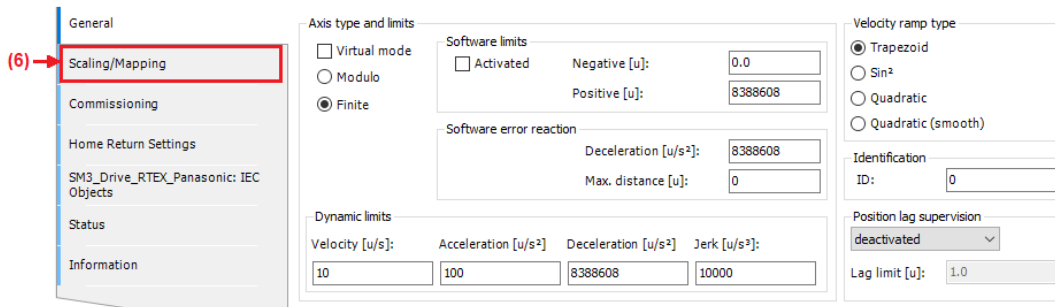 General
(6)
Scaling/Mapping
Commissioning
Home Return Settings
SM3_Drive_RTEX_Panasonic: IEC
Objects
Status
Information
Axis type and limits
Virtual mode
Modulo
Finite
Software limits
Activated
Negative [u]:
0.0
Positive [u]:
8388608
Software error reaction
Deceleration [u/s²]:
8388608
Max. distance [u]:
0
Dynamic limits
Velocity [u/s]:
Acceleration [u/s²]
Deceleration [u/s²]
Jerk [u/s³]:
10
100
8388608
10000
Velocity ramp type
Trapezoid
Sin²
Quadratic
Quadratic (smooth)
Identification
ID:
0
Position lag supervision
deactivated
Lag limit [u]:
1.0